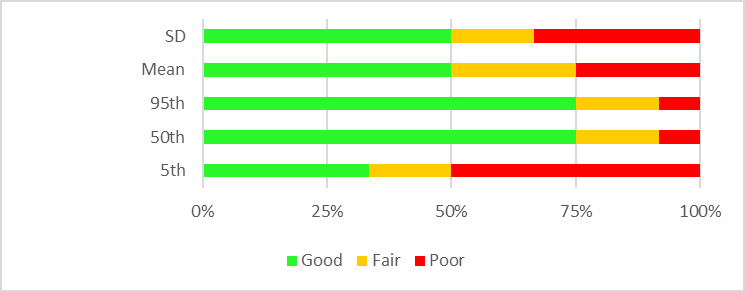 SD
Mean
95th
50th
5th
0% 25% 50% 75% 100%
Good Fair Poor